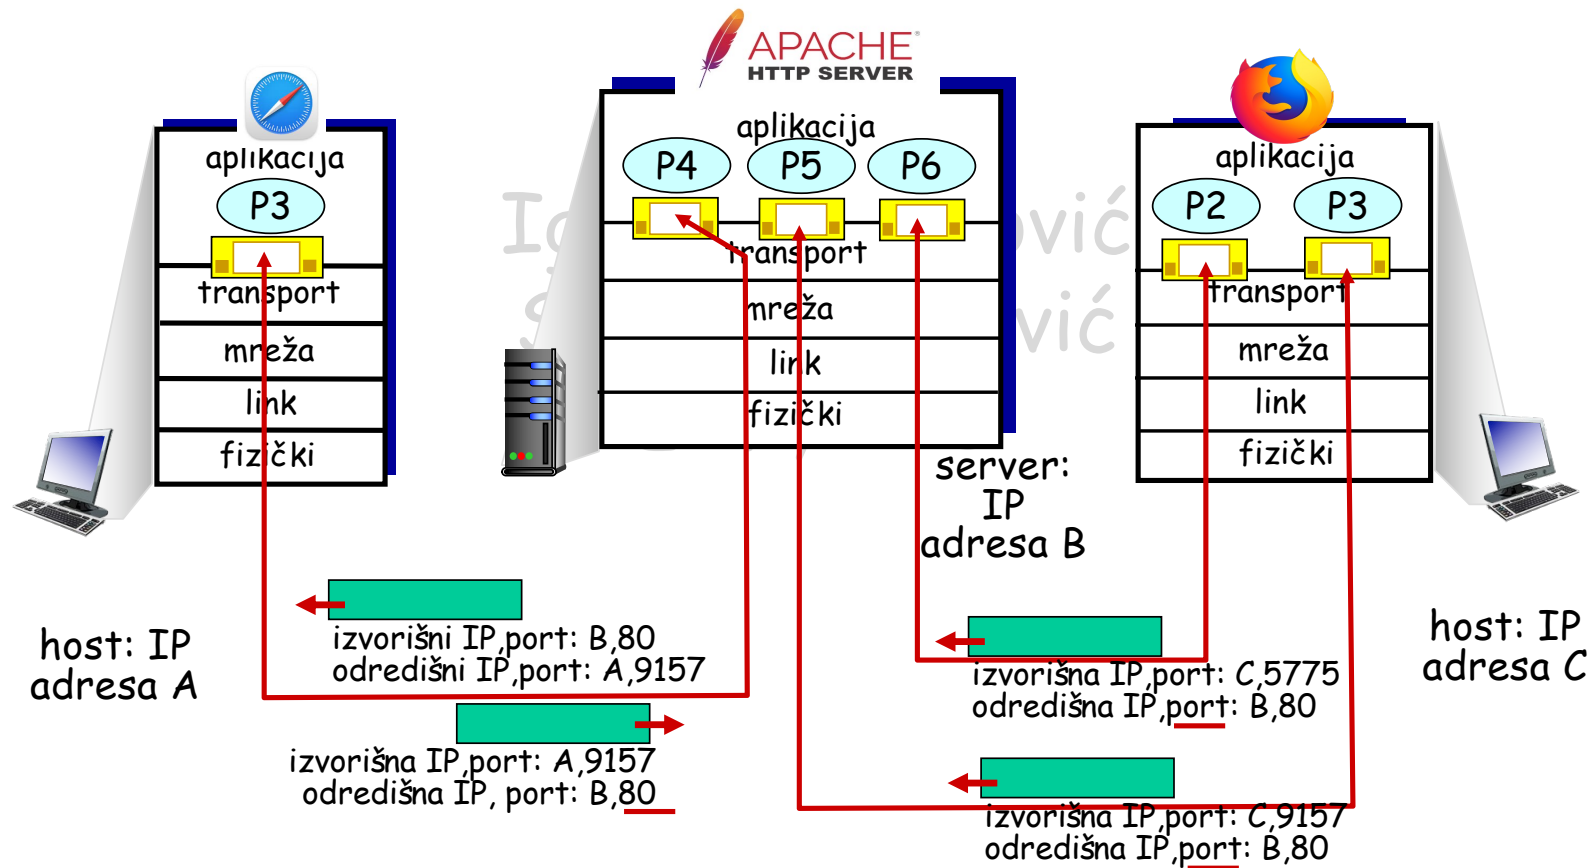 APACHE
HTTP SERVER
aplikacija
P3
transport
mreža
link
fizički
host: IP
adresa A
aplikacija
P4
P5
P6
transport
mreža
link
fizički
server:
IP
adresa B
aplikacija
P2
P3
transport
mreža
link
fizički
host: IP
adresa C
izvorišni IP,port: B,80
odredišni IP,port: A,9157
izvorišna IP,port: A,9157
odredišna IP, port: B,80
izvorišna IP,port: C,5775
odredišna IP,port: B,80
izvorišna IP,port: C,9157
odredišna IP,port: B,80